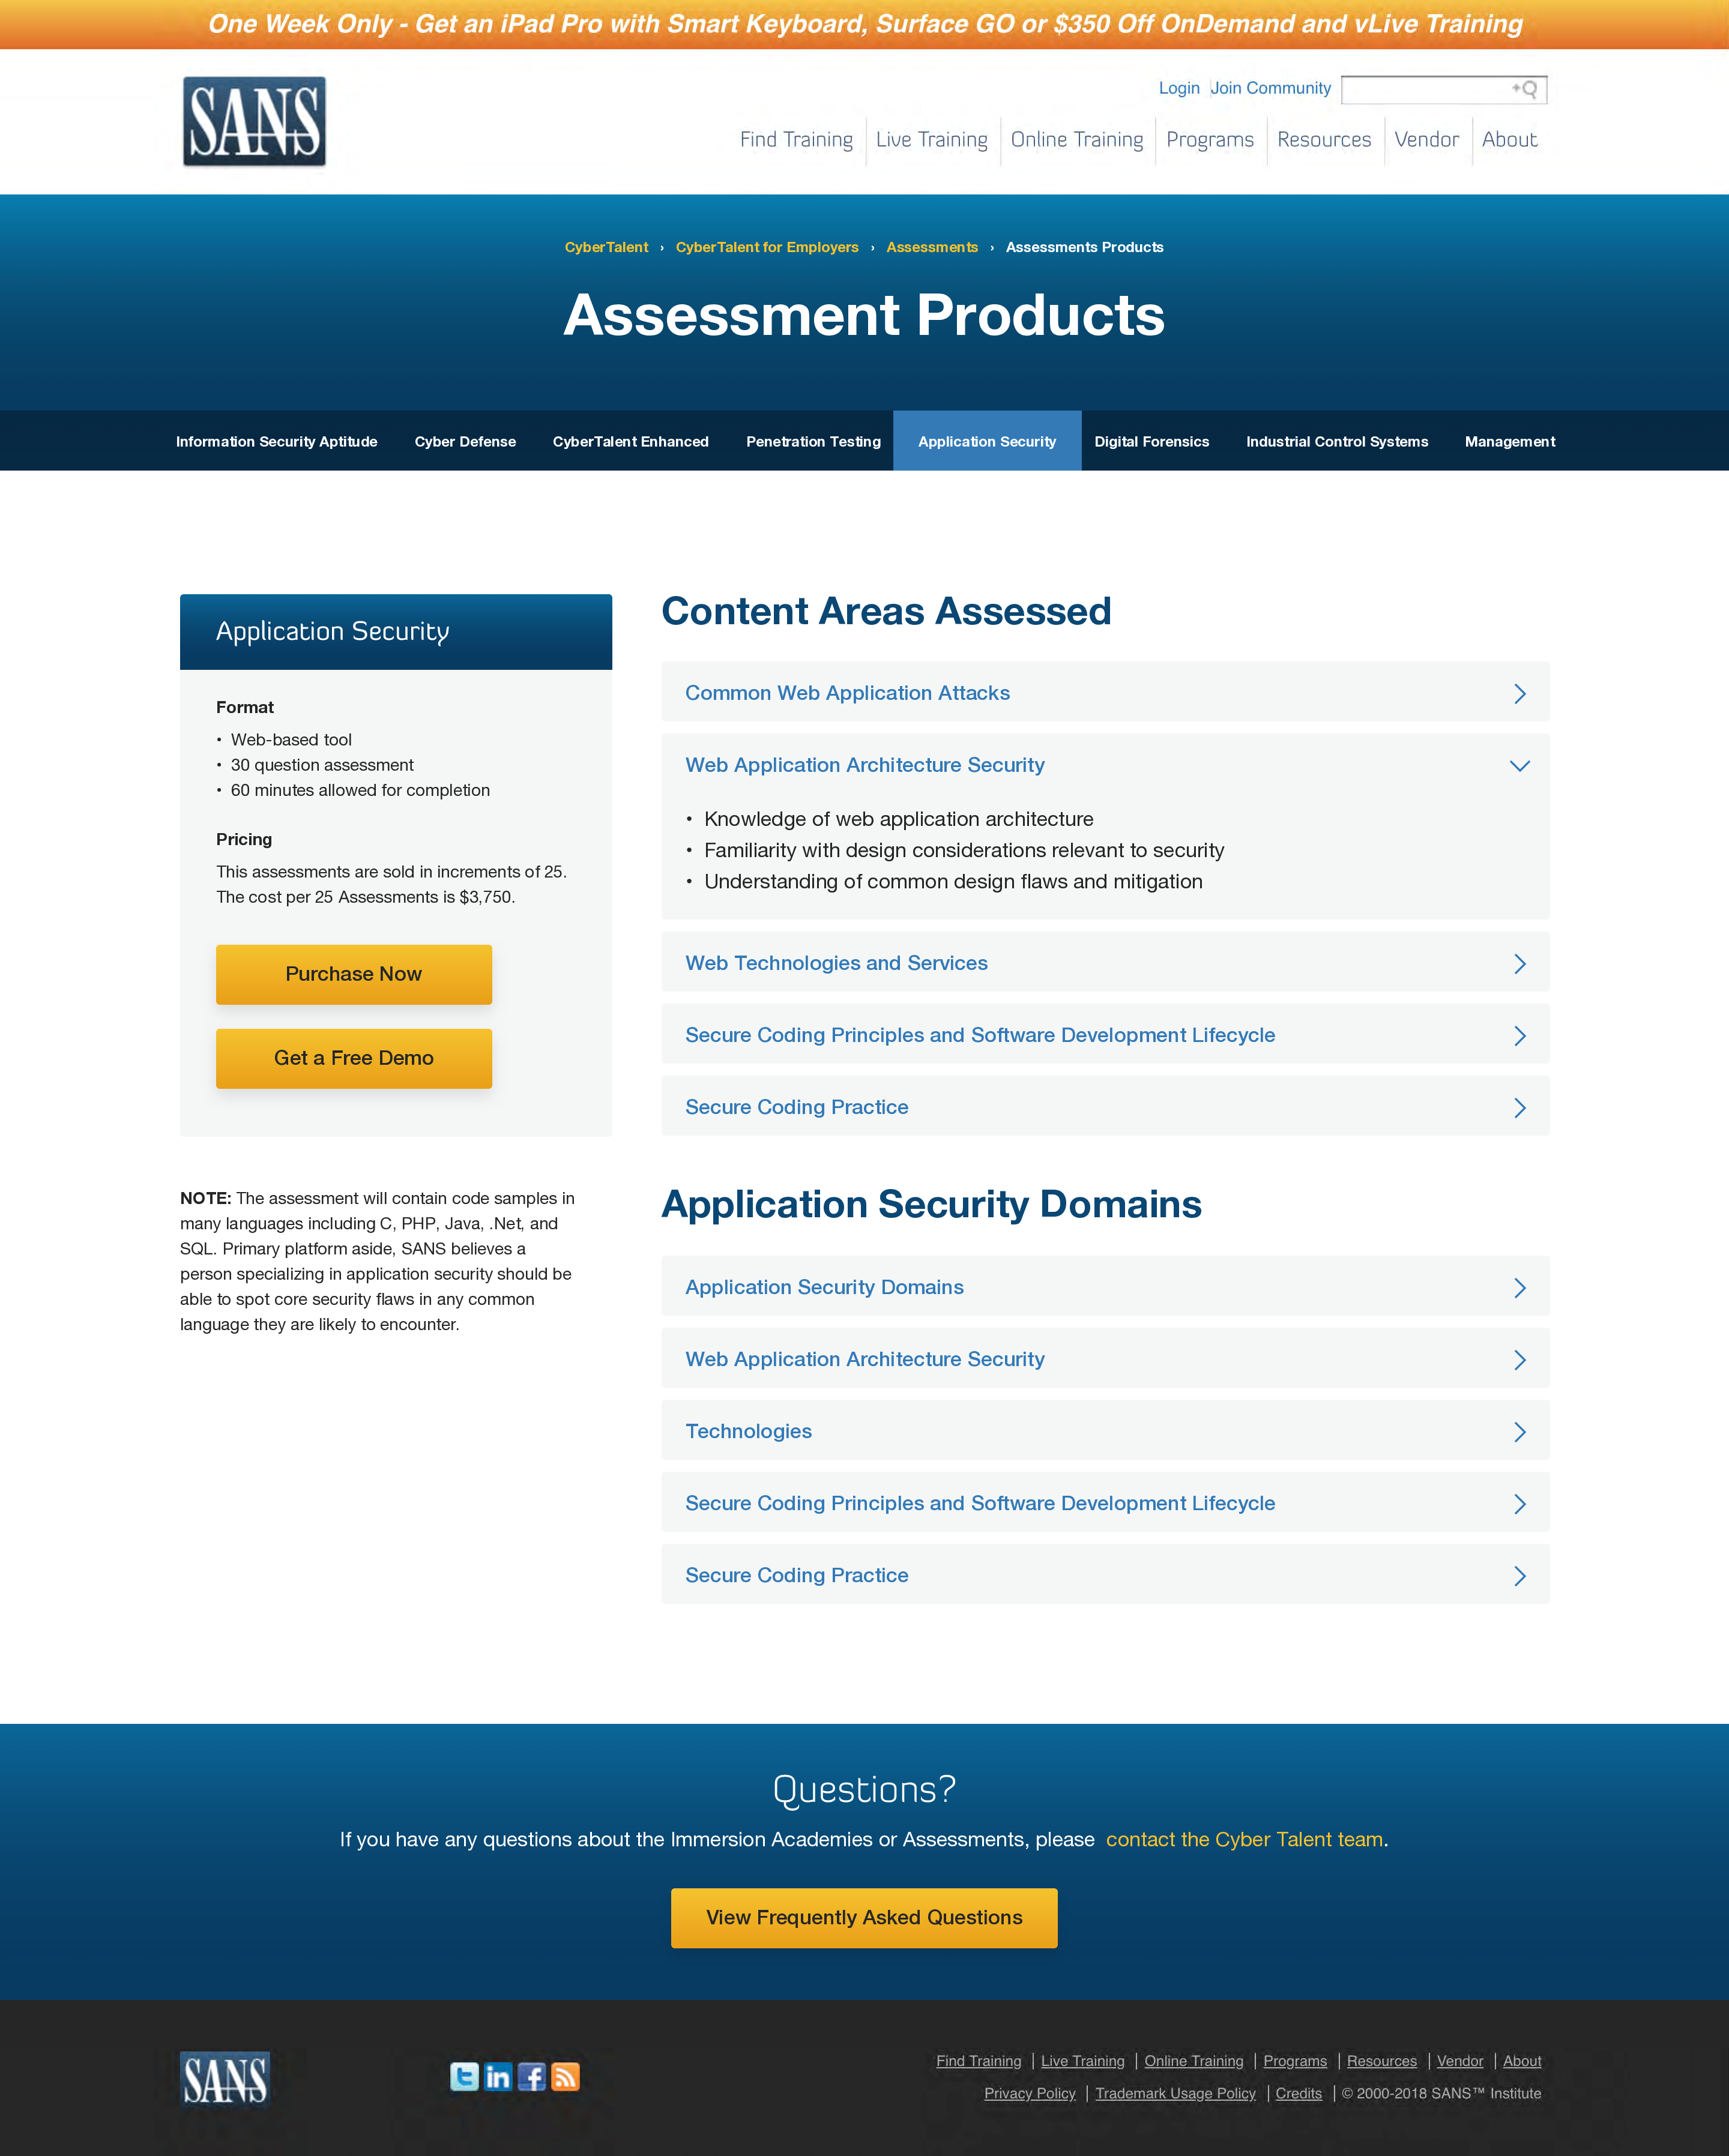 One Week Only - Get an iPad Pro with Smart Keyboard, Surface GO or $350 Off OnDemand and vLive Training
SANS
Login Join Community
Find Training Live Training Online Training Programs Resources Vendor About
CyberTalent › CyberTalent for Employers › Assessments › Assessments Products
Assessment Products
Information Security Aptitude Cyber Defense CyberTalent Enhanced Penetration Testing Application Security Digital Forensics Industrial Control Systems Management
Application Security
Format
• Web-based tool
• 30 question assessment
• 60 minutes allowed for completion
Pricing
This assessments are sold in increments of 25.
The cost per 25 Assessments is $3,750.
Purchase Now
Get a Free Demo
NOTE: The assessment will contain code samples in
many languages including C, PHP, Java, .Net, and
SQL. Primary platform aside, SANS believes a
person specializing in application security should be
able to spot core security flaws in any common
language they are likely to encounter.
Content Areas Assessed
Common Web Application Attacks
Web Application Architecture Security
• Knowledge of web application architecture
• Familiarity with design considerations relevant to security
• Understanding of common design flaws and mitigation
Web Technologies and Services
Secure Coding Principles and Software Development Lifecycle
Secure Coding Practice
Application Security Domains
Application Security Domains
Web Application Architecture Security
Technologies
Secure Coding Principles and Software Development Lifecycle
Secure Coding Practice
Questions?
If you have any questions about the Immersion Academies or Assessments, please contact the Cyber Talent team.
View Frequently Asked Questions
SANS
Find Training | Live Training | Online Training | Programs | Resources | Vendor | About
Privacy Policy | Trademark Usage Policy | Credits | © 2000-2018 SANS™ Institute